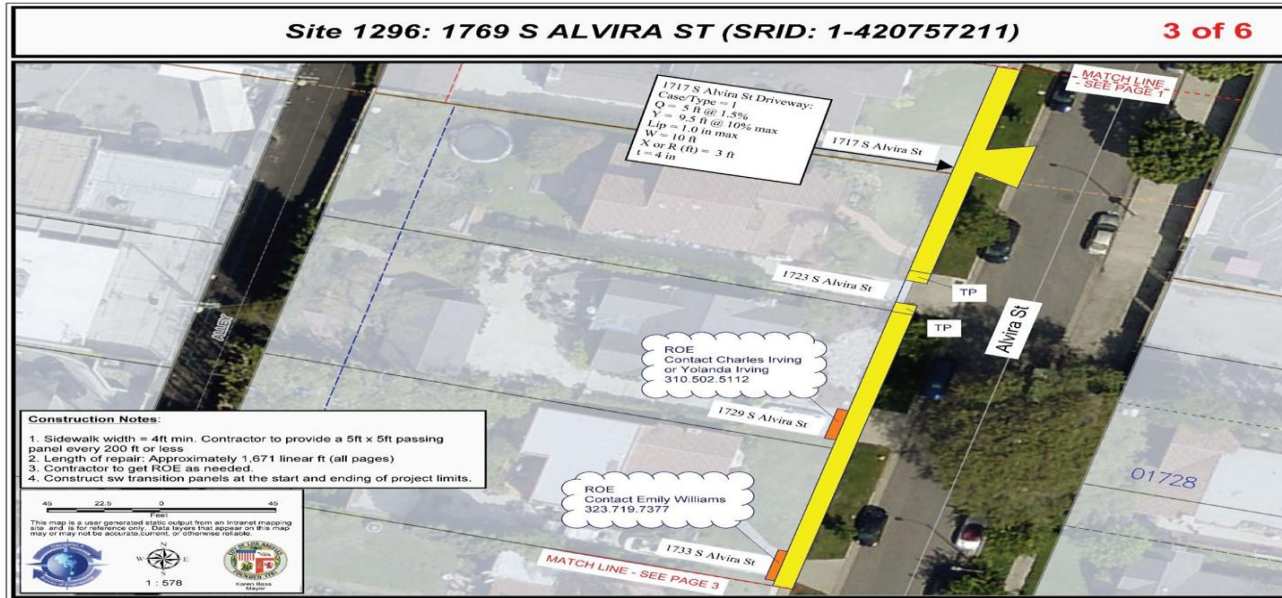 Site 1296: 1769 S ALVIRA ST (SRID: 1-420757211)
3 of 6
MATCH LINE
- SEE PAGE 1
1717 S Alvira St Driveway:
Case/Type = 1
Q = 5 ft @ 1.5%
Y = 9.5 ft @ 10% max
Lip = 1.0 in max
W = 10 ft
X or R (ft) = 3 ft
t = 4 in
1717 S Alvira St
1723 S Alvira St
TP
TP
Alvira St
ALLEY
ROE
Contact Charles Irving
or Yolanda Irving
310.502.5112
1729 S Alvira St
ROE
Contact Emily Williams
323.719.7377
1733 S Alvira St
01728
MATCH LINE - SEE PAGE 3
Construction Notes:
1. Sidewalk width = 4ft min. Contractor to provide a 5ft x 5ft passing
panel every 200 ft or less
2. Length of repair: Approximately 1,671 linear ft (all pages)
3. Contractor to get ROE as needed.
4. Construct sw transition panels at the start and ending of project limits.
45 22.5 0 45
Feet
This map is a user generated static output from an Intranet mapping
site and is for reference only. Data layers that appear on this map
may or may not be accurate,current, or otherwise reliable.
N
W E
S
1 : 578
Karen Bass
Mayor